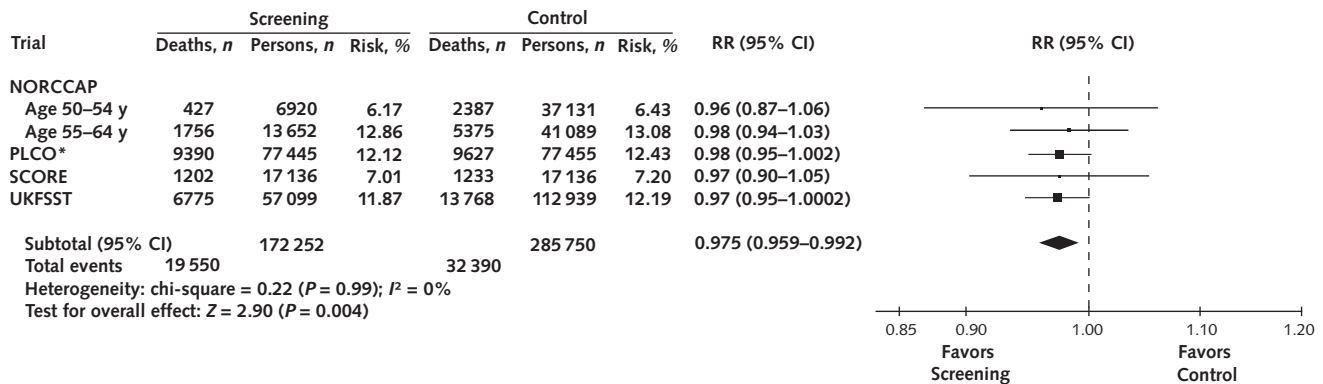 Screening Control
Trial Deaths, n Persons, n Risk, % Deaths, n Persons, n Risk, % RR (95% CI) RR (95% CI)
NORCCAP
Age 50–54 y 427 6920 6.17 2387 37 131 6.43 0.96 (0.87–1.06)
Age 55–64 y 1756 13 652 12.86 5375 41 089 13.08 0.98 (0.94–1.03)
PLCO* 9390 77 445 12.12 9627 77 455 12.43 0.98 (0.95–1.002)
SCORE 1202 17 136 7.01 1233 17 136 7.20 0.97 (0.90–1.05)
UKFSST 6775 57 099 11.87 13 768 112 939 12.19 0.97 (0.95–1.0002)
Subtotal (95% CI) 172 252 285 750 0.975 (0.959–0.992)
Total events 19 550 32 390
Heterogeneity: chi-square = 0.22 (P = 0.99); I² = 0%
Test for overall effect: Z = 2.90 (P = 0.004)
0.85 0.90 1.00 1.10 1.20
Favors Favors
Screening Control